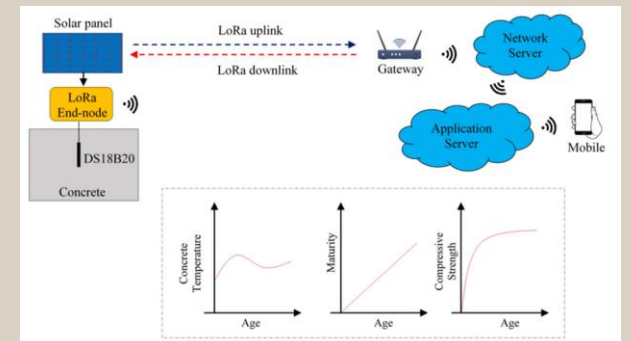 Solar panel
LoRa uplink
LoRa downlink
Gateway
Network
Server
LoRa
End-node
Application
Server
Mobile
DS18B20
Concrete
Concrete
Temperature
Age
Maturity
Age
Compressive
Strength
Age